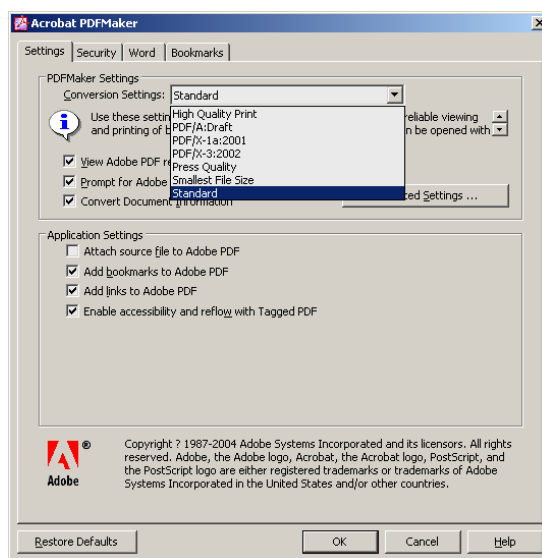 Acrobat PDFMaker
Settings Security Word Bookmarks
PDFMaker Settings
Conversion Settings: Standard
High Quality Print
PDF/A:Draft
PDF/X-1a:2001
PDF/X-3:2002
Press Quality
Smallest File Size
Standard
Use these reliable viewing
and printing of n be opened with
View Adobe PDF
Prompt for Adobe
Convert Document Information Settings ...
Application Settings
Attach source file to Adobe PDF
Add bookmarks to Adobe PDF
Add links to Adobe PDF
Enable accessibility and reflow with Tagged PDF
Adobe
®
Copyright ? 1987-2004 Adobe Systems Incorporated and its licensors. All rights
reserved. Adobe, the Adobe logo, Acrobat, the Acrobat logo, PostScript, and
the PostScript logo are either registered trademarks or trademarks of Adobe
Systems Incorporated in the United States and/or other countries.
Restore Defaults OK Cancel Help